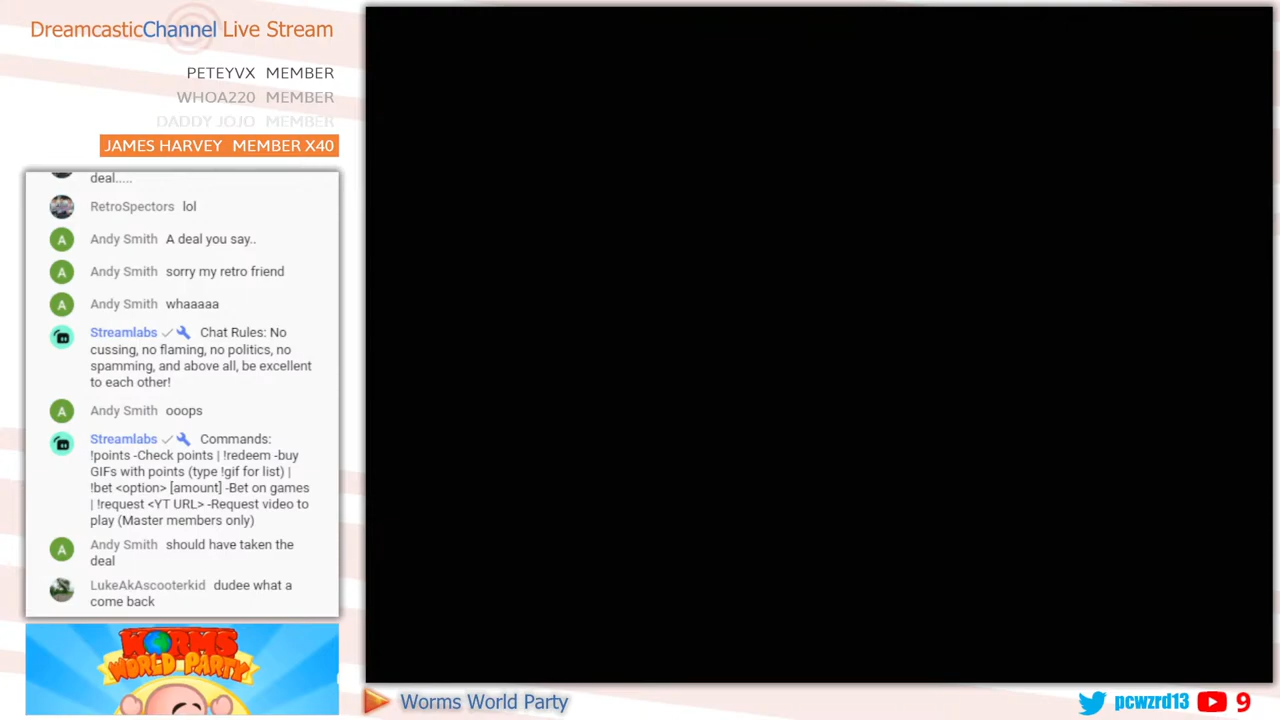 DreamcasticChannel Live Stream
PETEYVX MEMBER
WHOA220 MEMBER
DADDY JOJO MEMBER
JAMES HARVEY MEMBER X40
deal.....
RetroSpectors lol
A Andy Smith A deal you say..
A Andy Smith sorry my retro friend
A Andy Smith whaaaaa
Streamlabs Chat Rules: No
cussing, no flaming, no politics, no
spamming, and above all, be excellent
to each other!
A Andy Smith ooops
Streamlabs Commands:
!points -Check points | !redeem -buy
GIFs with points (type !gif for list) |
!bet <option> [amount] -Bet on games
| !request <YT URL> -Request video to
play (Master members only)
A Andy Smith should have taken the
deal
LukeAkAscooterkid dudee what a
come back
WORMS
WORLD PARTY
Worms World Party
pcwzrd13 9